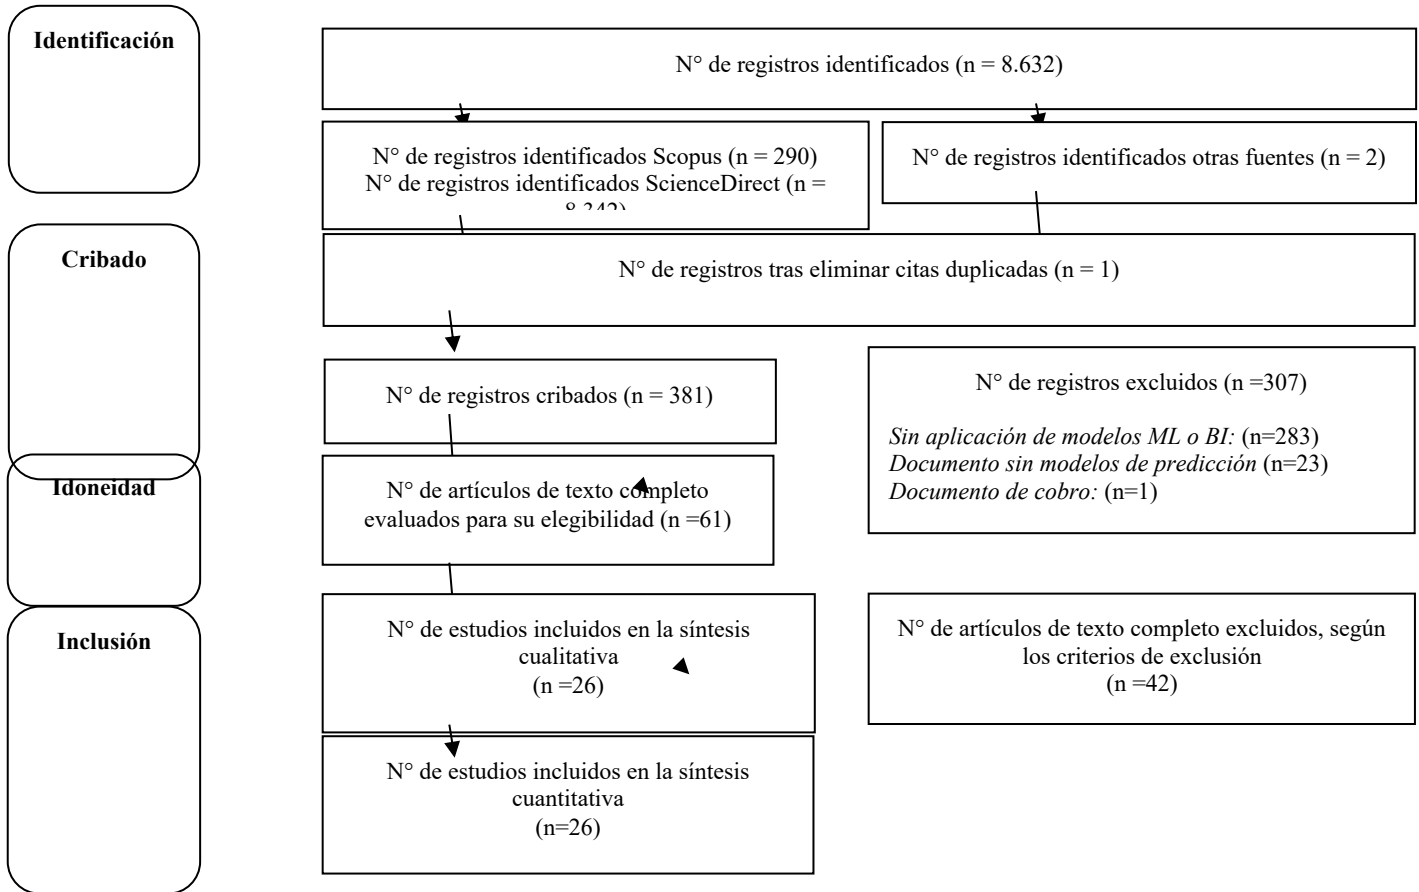 Identificación
N° de registros identificados (n = 8.632)
N° de registros identificados Scopus (n = 290)
N° de registros identificados ScienceDirect (n =
8.342)
N° de registros identificados otras fuentes (n = 2)
Cribado
N° de registros tras eliminar citas duplicadas (n = 1)
N° de registros cribados (n = 381)
N° de registros excluidos (n =307)
Sin aplicación de modelos ML o BI: (n=283)
Documento sin modelos de predicción (n=23)
Documento de cobro: (n=1)
Idoneidad
N° de artículos de texto completo
evaluados para su elegibilidad (n =61)
Inclusión
N° de estudios incluidos en la síntesis
cualitativa
(n =26)
N° de artículos de texto completo excluidos, según
los criterios de exclusión
(n =42)
N° de estudios incluidos en la síntesis
cuantitativa
(n=26)